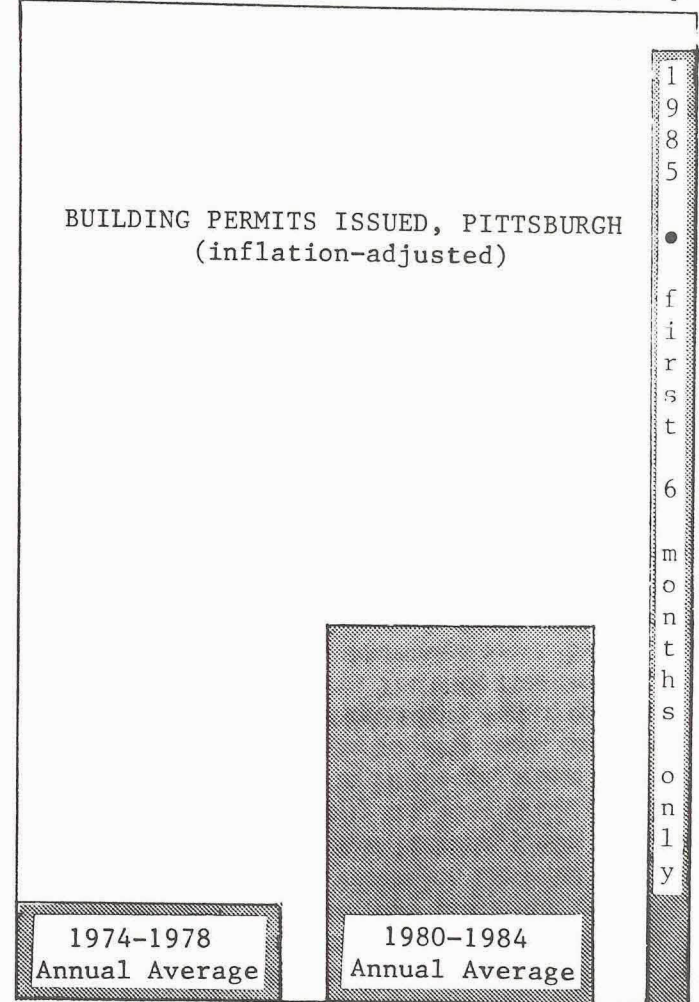 BUILDING PERMITS ISSUED, PITTSBURGH
(inflation-adjusted)
1974-1978
Annual Average
1980-1984
Annual Average
1985 • first 6 months only